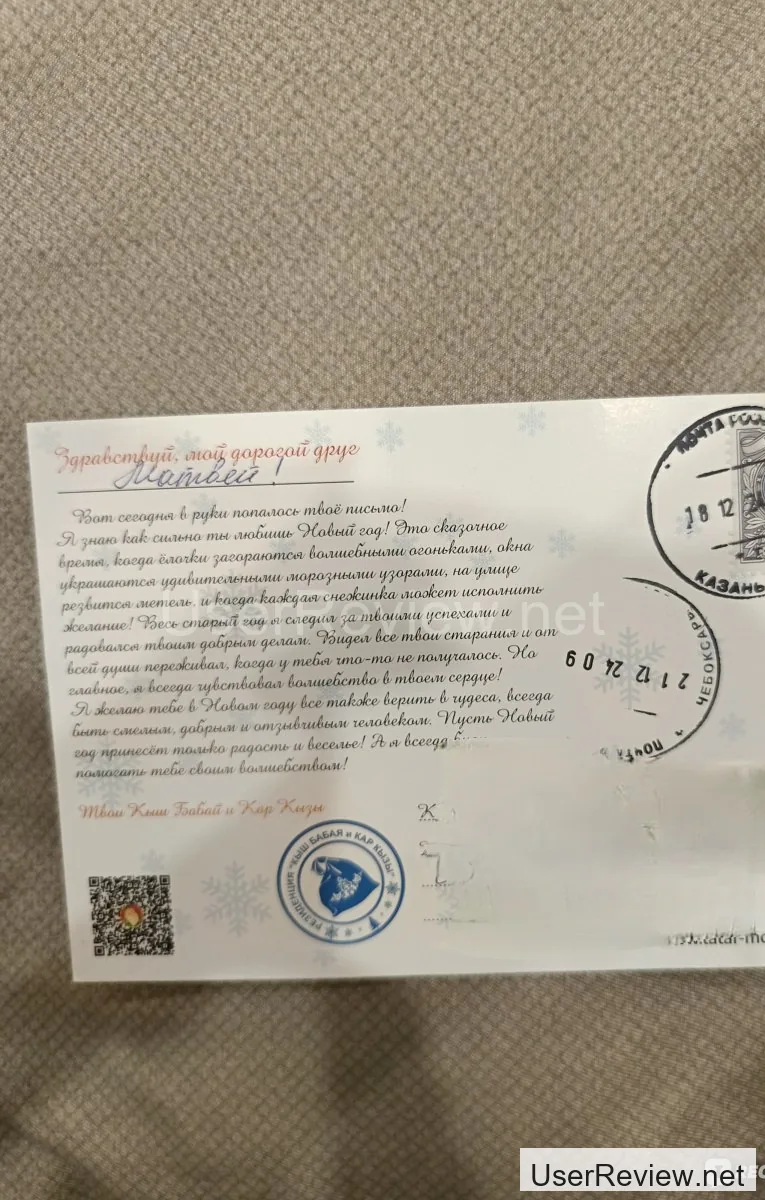 Здравствуй, мой дорогой друг
Матвей!
Вот сегодня в руки попалось твоё письмо!
Я знаю как сильно ты любишь Новый год! Это сказочное
время, когда ёлочки загораются волшебными огоньками, окна
украшаются удивительными морозными узорами, на улице
резвится метель, и когда каждая снежинка может исполнить
желание! Весь старый год я следил за твоими успехами и
радовался твоим добрым делам. Видел все твои старания и от
всей души переживал, когда у тебя что-то не получалось. Но
главное, я всегда чувствовал волшебство в твоем сердце!
Я желаю тебе в Новом году все также верить в чудеса, всегда
быть смелым, добрым и отзывчивым человеком. Пусть Новый
год принесёт только радость и веселье! А я всегда
помогать тебе своим волшебством!
Твои Кыш Бабай и Кар Кызы
РЕЗИДЕНЦИЯ "КЫШ БАБАЯ и КАР КЫЗЫ"
К
ПОЧТА РОСС
18 12 24
КАЗАНЬ
21 12 24 09
ЧЕБОКСАРЫ
ПОЧТА
UserReview.net
UserReview.net